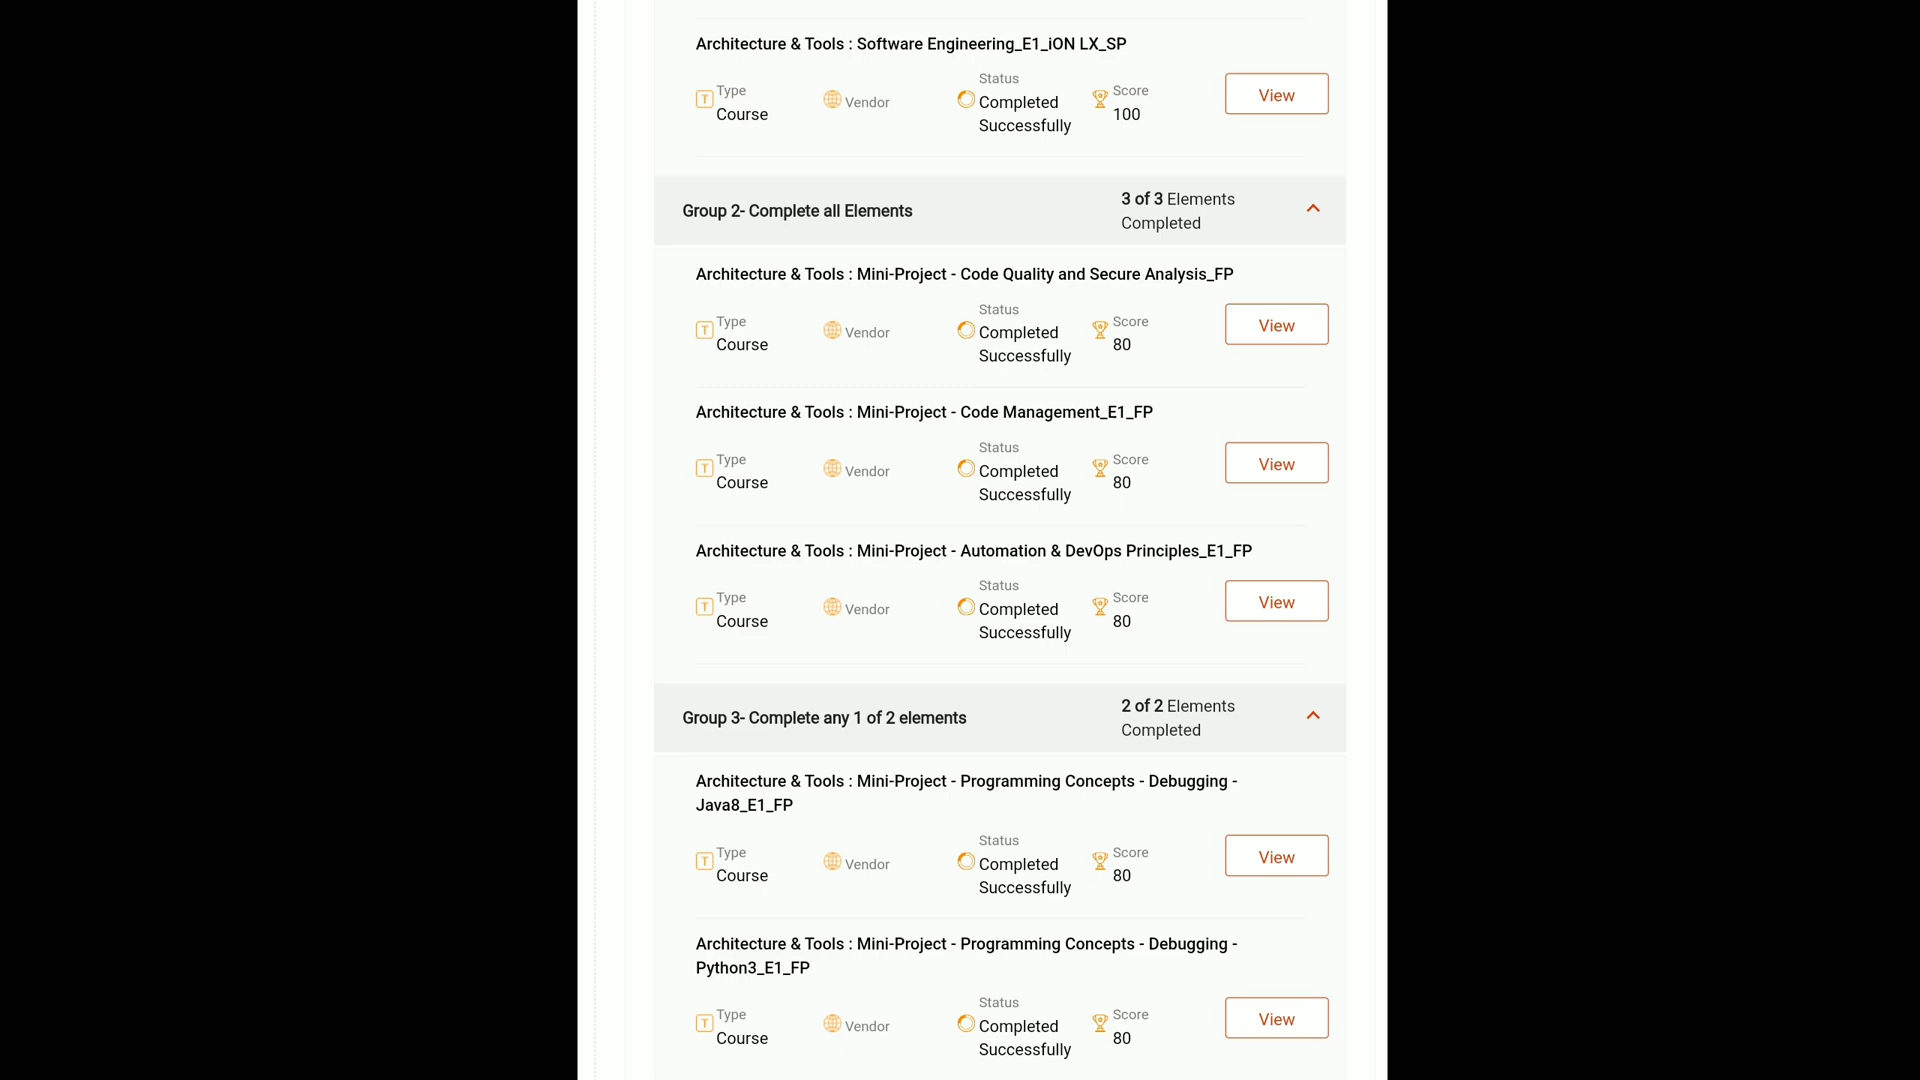 Architecture & Tools : Software Engineering_E1_iON LX_SP
T
Type
Course
Vendor
Status
Completed
Successfully
Score
100
View
Group 2- Complete all Elements
3 of 3 Elements
Completed
Architecture & Tools : Mini-Project - Code Quality and Secure Analysis_FP
T
Type
Course
Vendor
Status
Completed
Successfully
Score
80
View
Architecture & Tools : Mini-Project - Code Management_E1_FP
T
Type
Course
Vendor
Status
Completed
Successfully
Score
80
View
Architecture & Tools : Mini-Project - Automation & DevOps Principles_E1_FP
T
Type
Course
Vendor
Status
Completed
Successfully
Score
80
View
Group 3- Complete any 1 of 2 elements
2 of 2 Elements
Completed
Architecture & Tools : Mini-Project - Programming Concepts - Debugging -
Java8_E1_FP
T
Type
Course
Vendor
Status
Completed
Successfully
Score
80
View
Architecture & Tools : Mini-Project - Programming Concepts - Debugging -
Python3_E1_FP
T
Type
Course
Vendor
Status
Completed
Successfully
Score
80
View